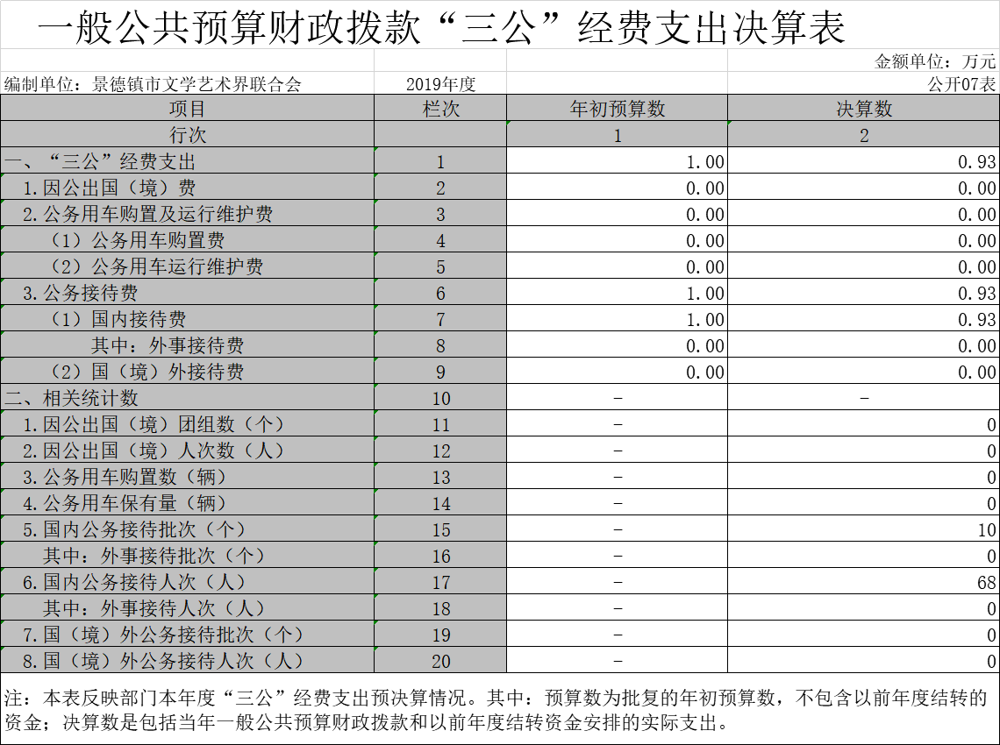 一般公共预算财政拨款“三公”经费支出决算表
金额单位：万元
编制单位：景德镇市文学艺术界联合会 2019年度 公开07表
项目 栏次 年初预算数 决算数
行次 1 2
一、“三公”经费支出 1 1.00 0.93
1.因公出国（境）费 2 0.00 0.00
2.公务用车购置及运行维护费 3 0.00 0.00
（1）公务用车购置费 4 0.00 0.00
（2）公务用车运行维护费 5 0.00 0.00
3.公务接待费 6 1.00 0.93
（1）国内接待费 7 1.00 0.93
其中：外事接待费 8 0.00 0.00
（2）国（境）外接待费 9 0.00 0.00
二、相关统计数 10 － －
1.因公出国（境）团组数（个） 11 － 0
2.因公出国（境）人次数（人） 12 － 0
3.公务用车购置数（辆） 13 － 0
4.公务用车保有量（辆） 14 － 0
5.国内公务接待批次（个） 15 － 10
其中：外事接待批次（个） 16 － 0
6.国内公务接待人次（人） 17 － 68
其中：外事接待人次（人） 18 － 0
7.国（境）外公务接待批次（个） 19 － 0
8.国（境）外公务接待人次（人） 20 － 0
注：本表反映部门本年度“三公”经费支出预决算情况。其中：预算数为批复的年初预算数，不包含以前年度结转的
资金；决算数是包括当年一般公共预算财政拨款和以前年度结转资金安排的实际支出。